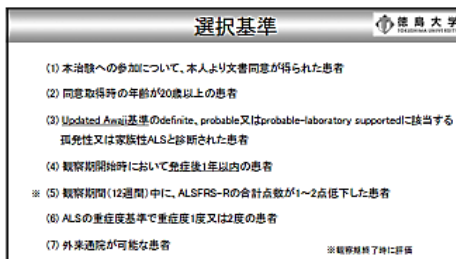 選択基準
徳島大学
TOKUSHIMA UNIVERSITY
(1) 本治験への参加について、本人より文書同意が得られた患者
(2) 同意取得時の年齢が20歳以上の患者
(3) Updated Awaji基準のdefinite、probable又はprobable-laboratory supportedに該当する
孤発性又は家族性ALSと診断された患者
(4) 観察期開始時において発症後1年以内の患者
※ (5) 観察期間(12週間)中に、ALSFRS-Rの合計点数が1~2点低下した患者
(6) ALSの重症度基準で重症度1度又は2度の患者
(7) 外来通院が可能な患者
※観察期終了時に評価